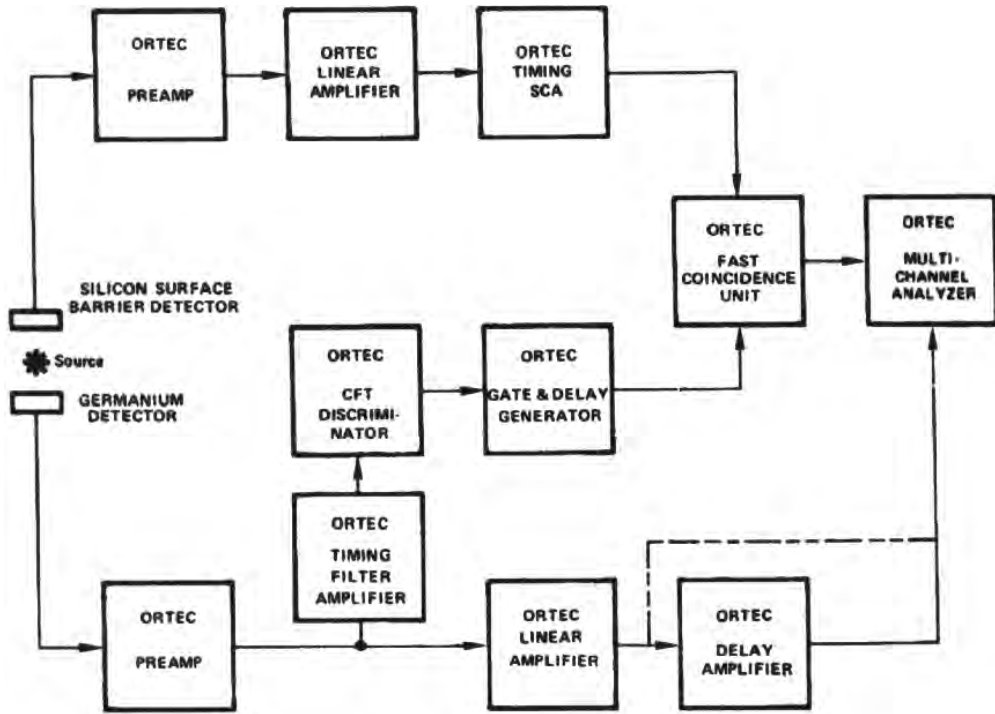 ORTEC
PREAMP
ORTEC
LINEAR
AMPLIFIER
ORTEC
TIMING
SCA
ORTEC
FAST
COINCIDENCE
UNIT
ORTEC
MULTI-
CHANNEL
ANALYZER
SILICON SURFACE
BARRIER DETECTOR
Source
GERMANIUM
DETECTOR
ORTEC
CFT
DISCRIMI-
NATOR
ORTEC
GATE & DELAY
GENERATOR
ORTEC
TIMING
FILTER
AMPLIFIER
ORTEC
PREAMP
ORTEC
LINEAR
AMPLIFIER
ORTEC
DELAY
AMPLIFIER